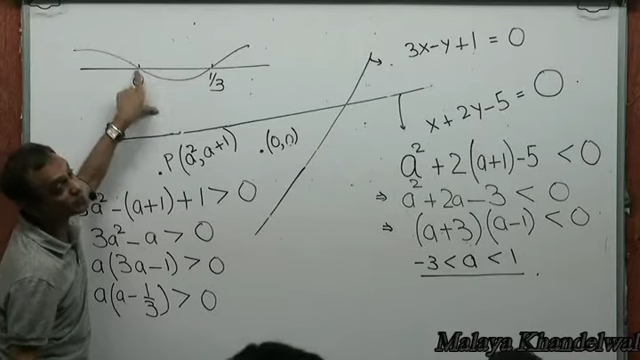 1/3
3x-y+1=0
x+2y-5=0
P(a²,a+1)
.(0,0)
3a²-(a+1)+1>0
3a²-a>0
a(3a-1)>0
a(a-1/3)>0
a²+2(a+1)-5<0
⇒ a²+2a-3<0
⇒ (a+3)(a-1)<0
-3<a<1
Malaya Khandelwal